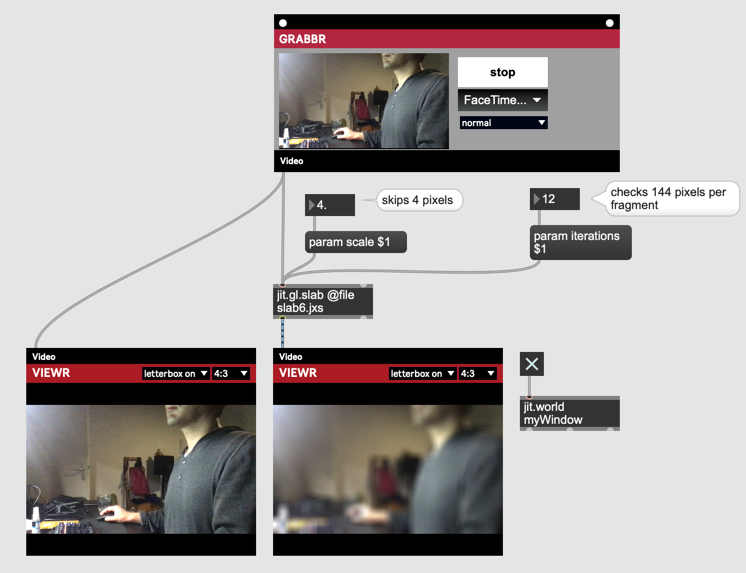 GRABBR
stop
FaceTime...
normal
Video
4.
skips 4 pixels
12
checks 144 pixels per
fragment
param scale $1
param iterations
$1
jit.gl.slab @file
slab6.jxs
Video
VIEWR
letterbox on
4:3
Video
VIEWR
letterbox on
4:3
jit.world
myWindow